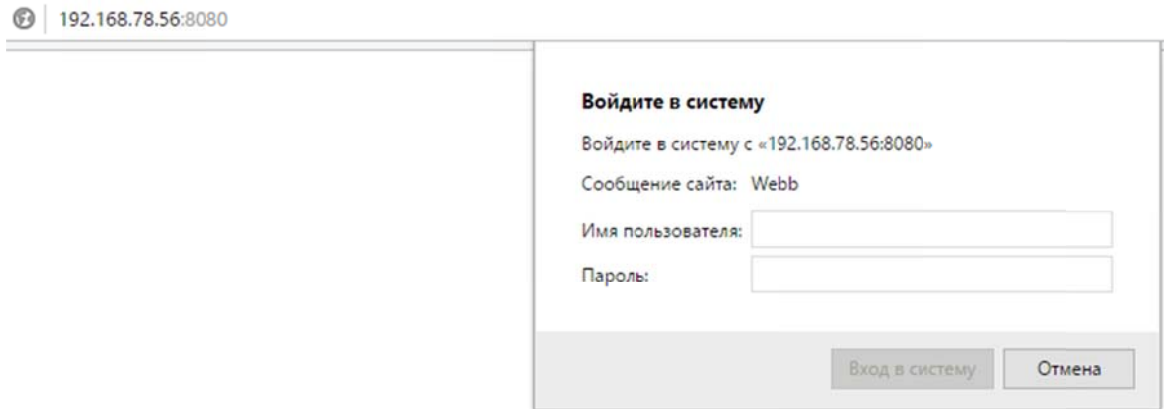 192.168.78.56:8080
Войдите в систему
Войдите в систему с «192.168.78.56:8080»
Сообщение сайта: Webb
Имя пользователя:
Пароль:
Вход в систему Отмена